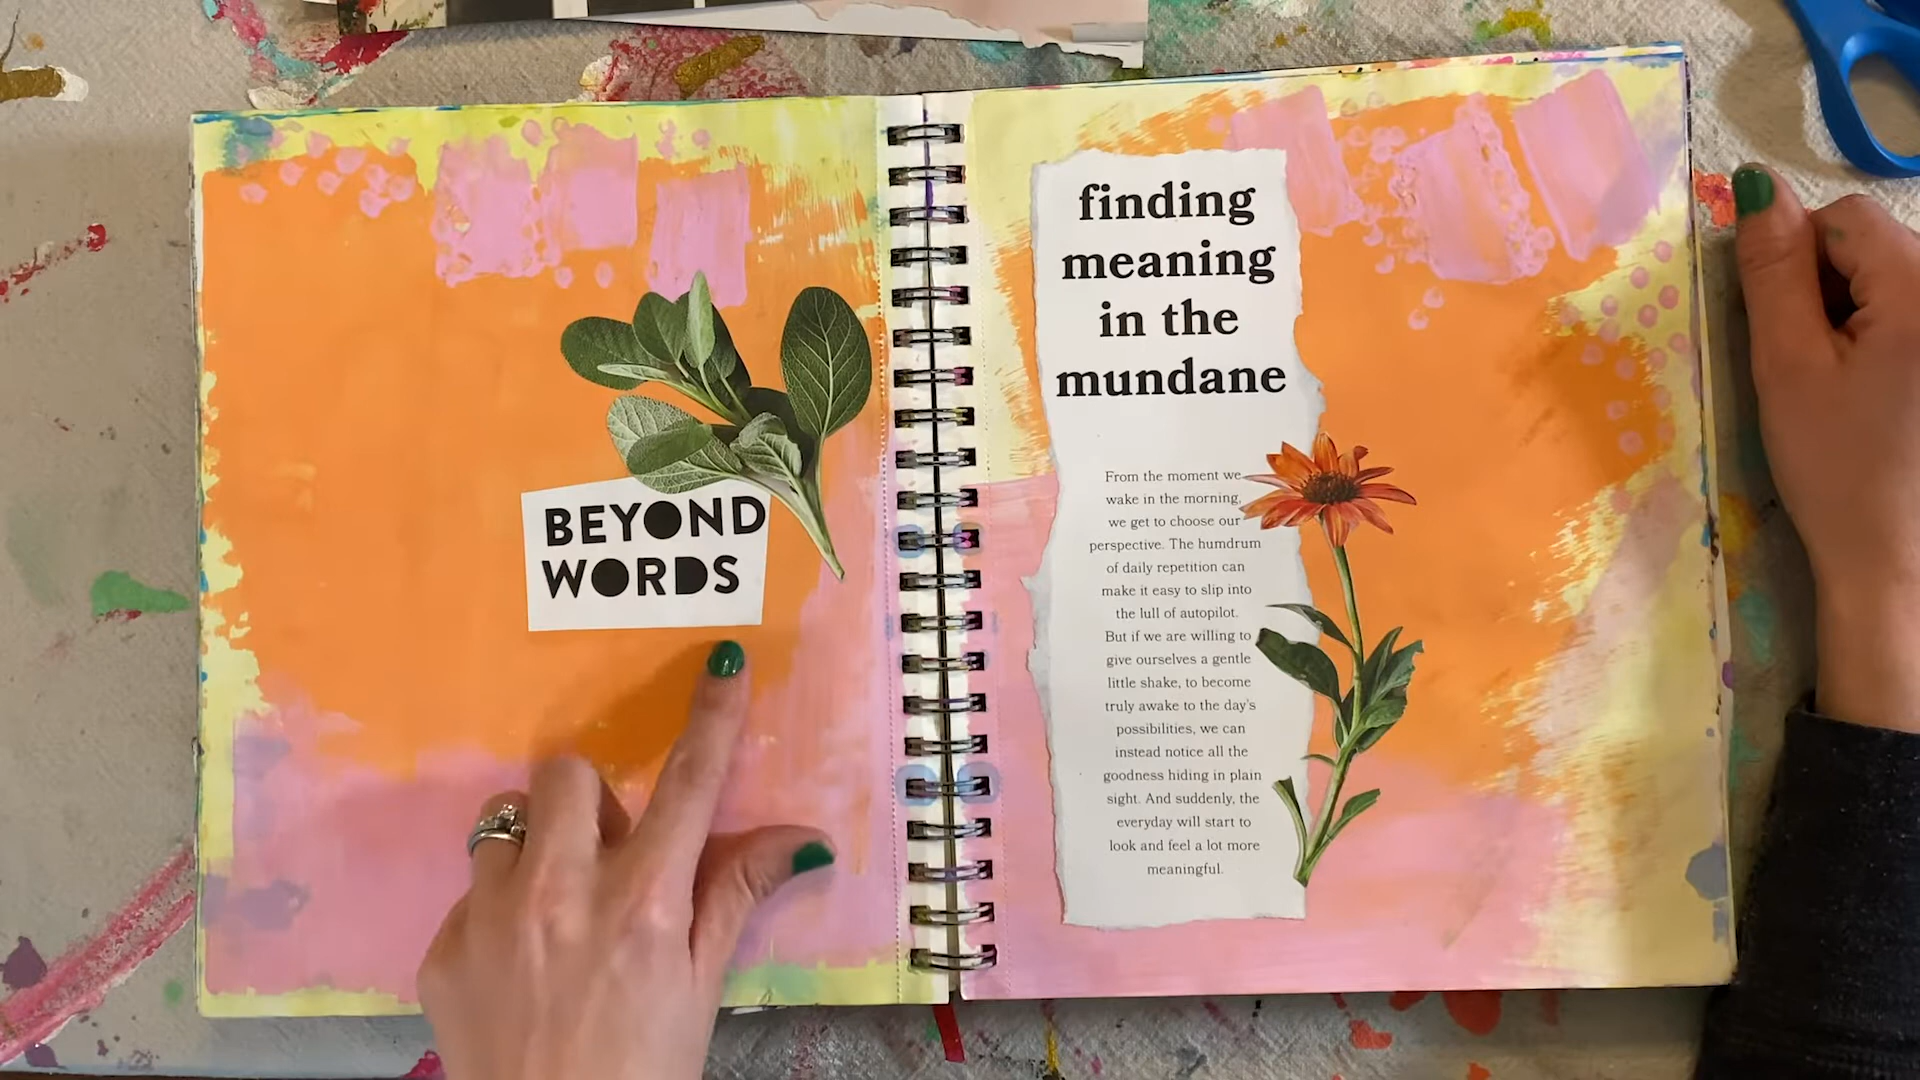 BEYOND
WORDS
finding
meaning
in the
mundane
From the moment we
wake in the morning,
we get to choose our
perspective. The humdrum
of daily repetition can
make it easy to slip into
the lull of autopilot.
But if we are willing to
give ourselves a gentle
little shake, to become
truly awake to the day's
possibilities, we can
instead notice all the
goodness hiding in plain
sight. And suddenly, the
everyday will start to
look and feel a lot more
meaningful.